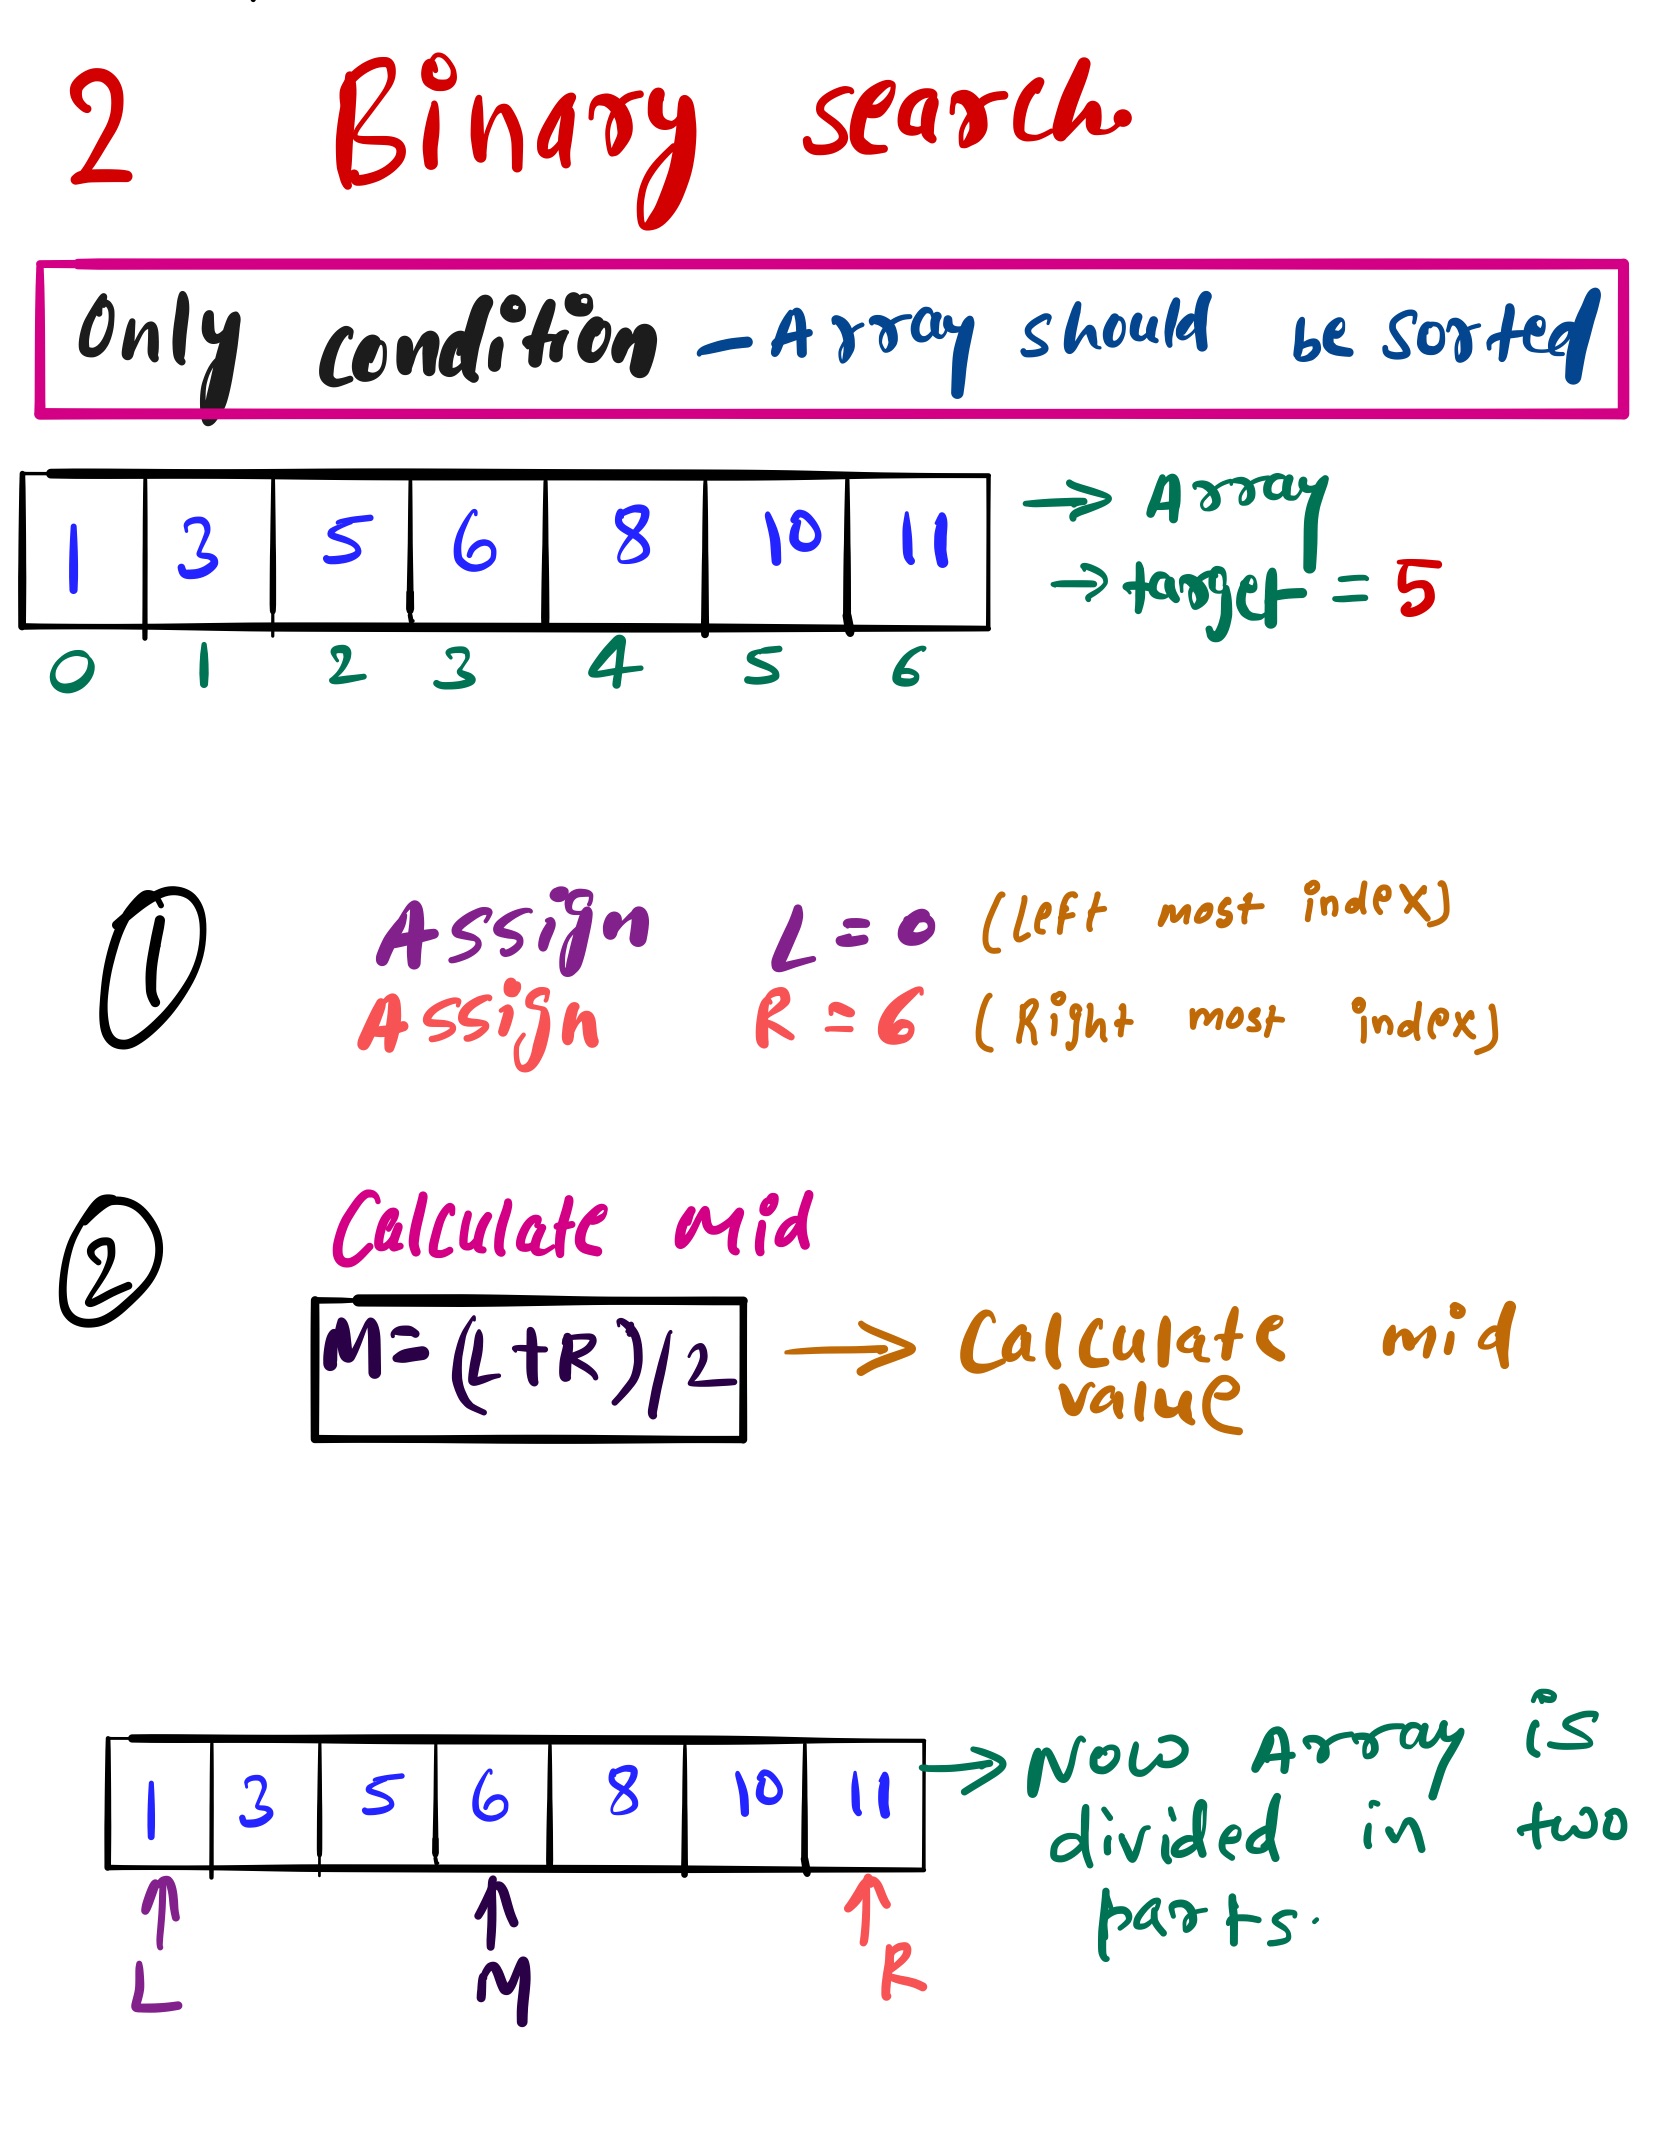 2 Binary search.
Only condition - Array should be sorted
1 3 5 6 8 10 11 → Array
→ target = 5
0 1 2 3 4 5 6
1 Assign L = 0 (Left most index)
Assign R = 6 (Right most index)
2 Calculate mid
M = (L+R)/2 → Calculate mid
value
1 3 5 6 8 10 11 → Now Array is
divided in two
parts.
L M R